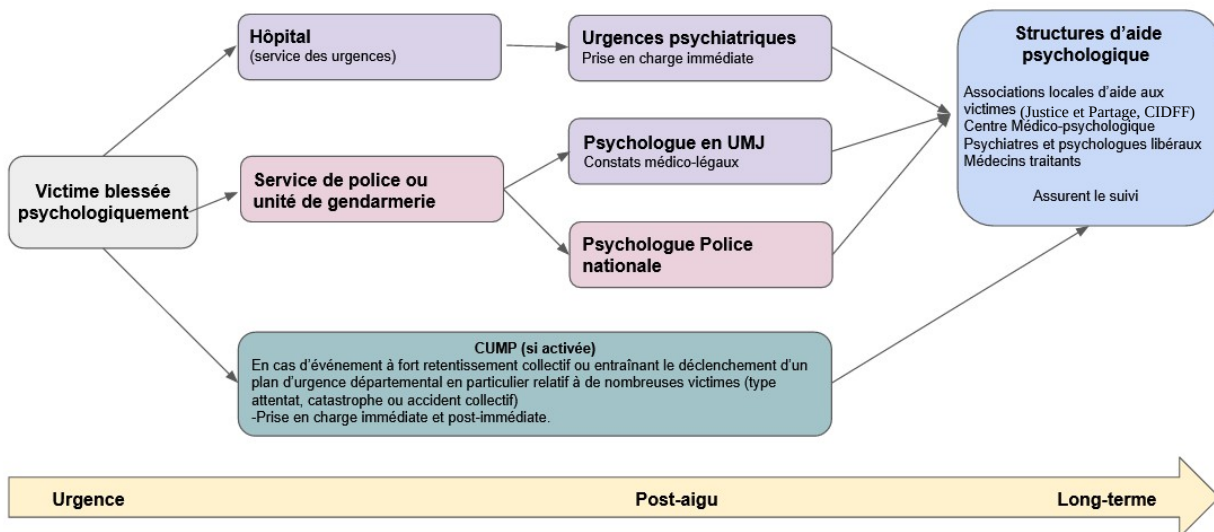 Hôpital
(service des urgences)
Urgences psychiatriques
Prise en charge immédiate
Structures d’aide
psychologique
Associations locales d’aide aux
victimes (Justice et Partage, CIDFF)
Centre Médico-psychologique
Psychiatres et psychologues libéraux
Médecins traitants
Assurent le suivi
Victime blessée
psychologiquement
Service de police ou
unité de gendarmerie
Psychologue en UMJ
Constats médico-légaux
Psychologue Police
nationale
CUMP (si activée)
En cas d’événement à fort retentissement collectif ou entraînant le déclenchement d’un
plan d’urgence départemental en particulier relatif à de nombreuses victimes (type
attentat, catastrophe ou accident collectif)
-Prise en charge immédiate et post-immédiate.
Urgence
Post-aigu
Long-terme